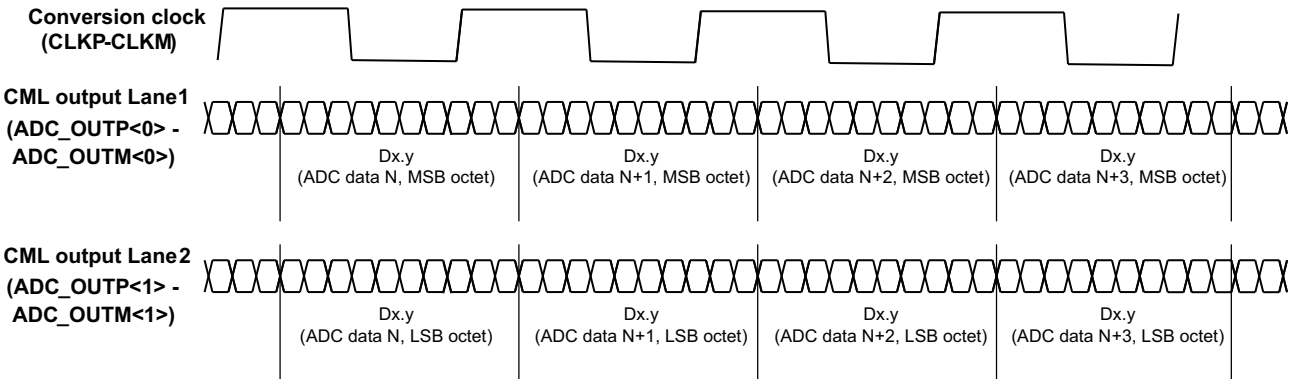 Conversion clock
(CLKP-CLKM)
CML output Lane1
(ADC_OUTP<0> -
ADC_OUTM<0>)
Dx.y
(ADC data N, MSB octet)
Dx.y
(ADC data N+1, MSB octet)
Dx.y
(ADC data N+2, MSB octet)
Dx.y
(ADC data N+3, MSB octet)
CML output Lane2
(ADC_OUTP<1> -
ADC_OUTM<1>)
Dx.y
(ADC data N, LSB octet)
Dx.y
(ADC data N+1, LSB octet)
Dx.y
(ADC data N+2, LSB octet)
Dx.y
(ADC data N+3, LSB octet)